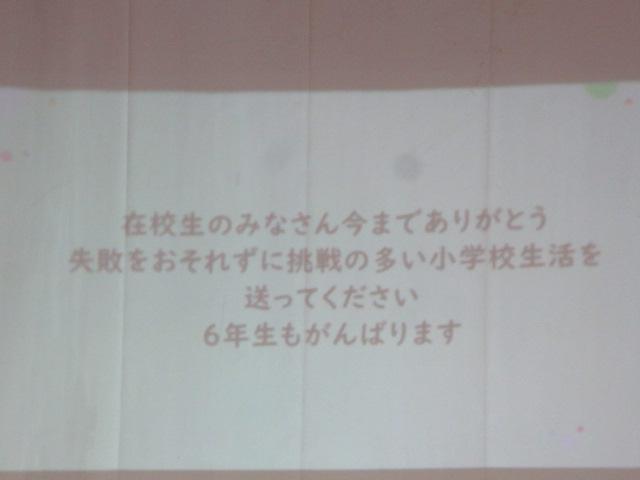 在校生のみなさん今までありがとう
失敗をおそれずに挑戦の多い小学校生活を
送ってください
6年生もがんばります